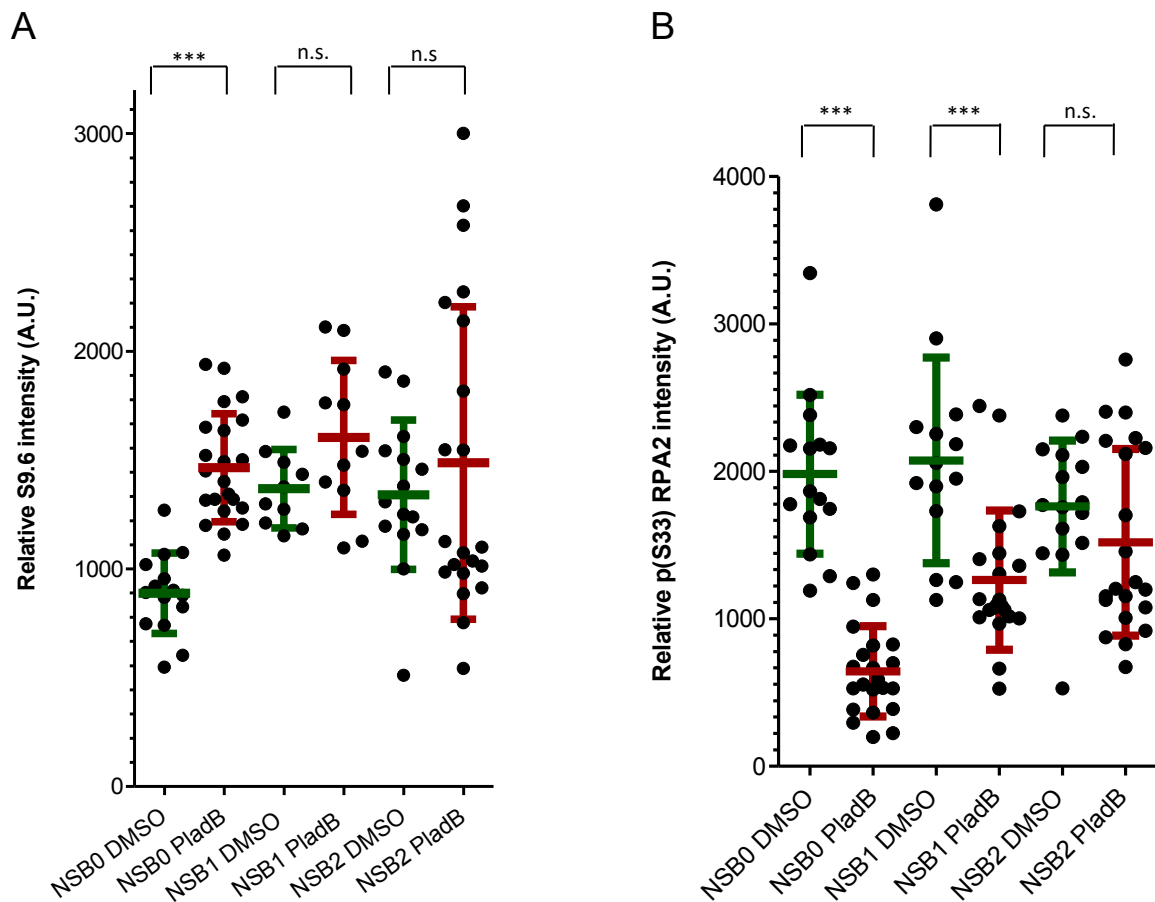 A
*** n.s. n.s
Relative S9.6 intensity (A.U.)
3000
2000
1000
0
NSB0 DMSO
NSB0 PladB
NSB1 DMSO
NSB1 PladB
NSB2 DMSO
NSB2 PladB
B
*** *** n.s.
Relative p(S33) RPA2 intensity (A.U.)
4000
3000
2000
1000
0
NSB0 DMSO
NSB0 PladB
NSB1 DMSO
NSB1 PladB
NSB2 DMSO
NSB2 PladB